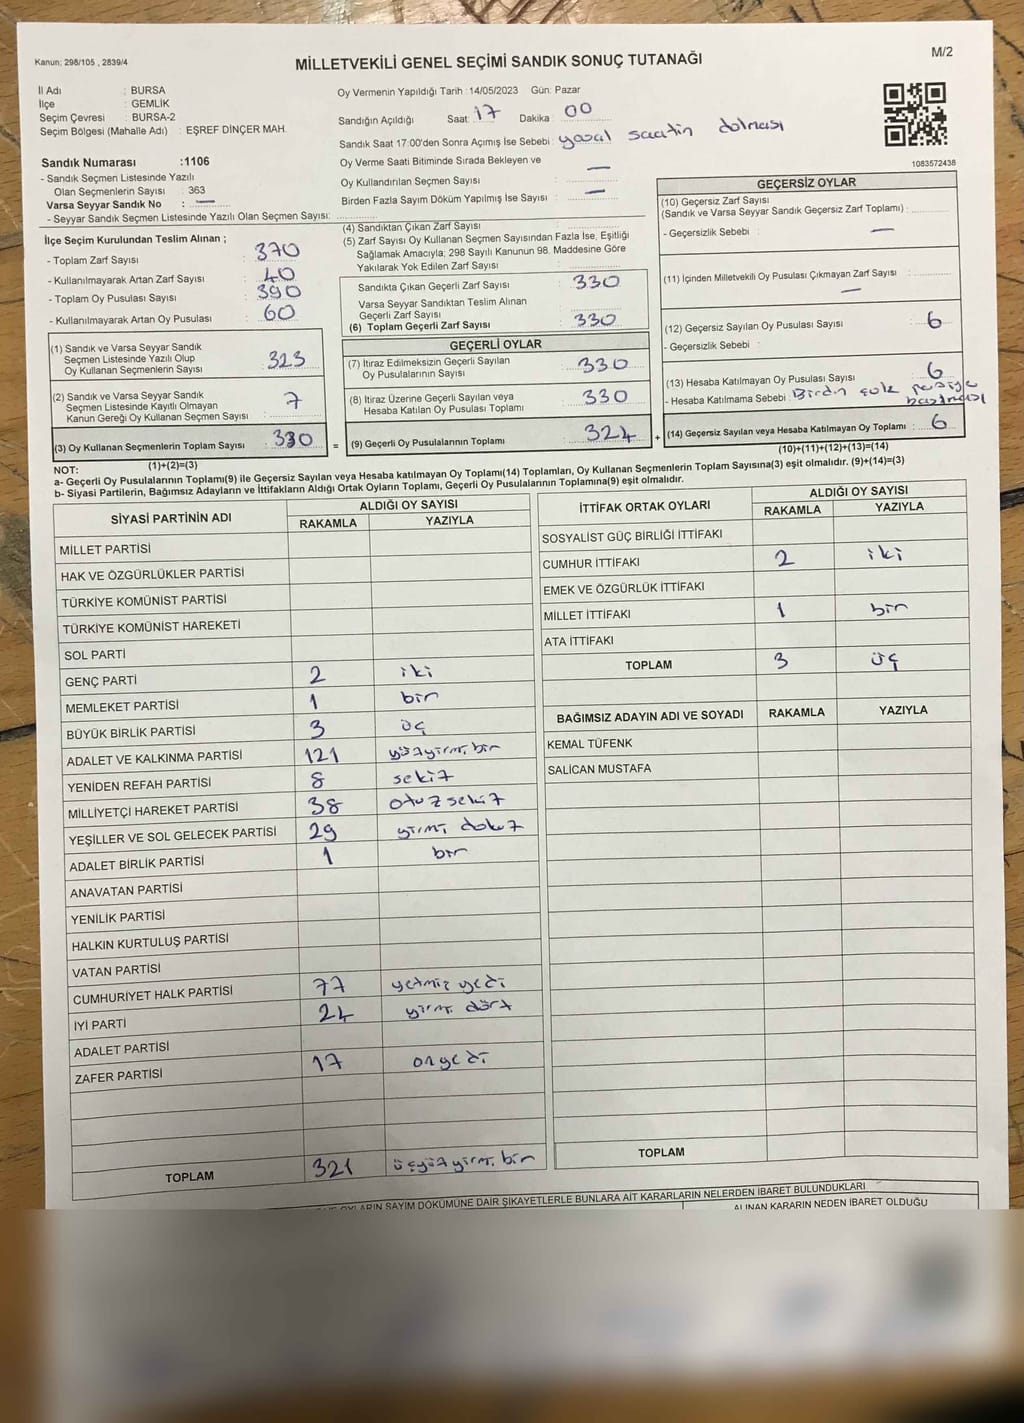 Kanun: 298/105 , 2839/4
MİLLETVEKİLİ GENEL SEÇİMİ SANDIK SONUÇ TUTANAĞI
M/2
İl Adı : BURSA
İlçe : GEMLİK
Seçim Çevresi : BURSA-2
Seçim Bölgesi (Mahalle Adı) : EŞREF DİNÇER MAH.
Oy Vermenin Yapıldığı Tarih :14/05/2023 Gün: Pazar
Sandığın Açıldığı Saat: 17 Dakika : 00
Sandık Saat 17:00'den Sonra Açımış İse Sebebi : yasal saatin dolması
Oy Verme Saati Bitiminde Sırada Bekleyen ve
Oy Kullandırılan Seçmen Sayısı : —
Birden Fazla Sayım Döküm Yapılmış İse Sayısı : —
1083572438
Sandık Numarası :1106
- Sandık Seçmen Listesinde Yazılı
Olan Seçmenlerin Sayısı : 363
Varsa Seyyar Sandık No : —
- Seyyar Sandık Seçmen Listesinde Yazılı Olan Seçmen Sayısı:
İlçe Seçim Kurulundan Teslim Alınan ;
- Toplam Zarf Sayısı : 370
- Kullanılmayarak Artan Zarf Sayısı : 40
- Toplam Oy Pusulası Sayısı : 390
- Kullanılmayarak Artan Oy Pusulası : 60
(1) Sandık ve Varsa Seyyar Sandık
Seçmen Listesinde Yazılı Olup
Oy Kullanan Seçmenlerin Sayısı : 323
(2) Sandık ve Varsa Seyyar Sandık
Seçmen Listesinde Kayıtlı Olmayan
Kanun Gereği Oy Kullanan Seçmen Sayısı : 7
(3) Oy Kullanan Seçmenlerin Toplam Sayısı : 330 =
(1)+(2)=(3)
(4) Sandıktan Çıkan Zarf Sayısı :
(5) Zarf Sayısı Oy Kullanan Seçmen Sayısından Fazla İse, Eşitliği
Sağlamak Amacıyla; 298 Sayılı Kanunun 98. Maddesine Göre
Yakılarak Yok Edilen Zarf Sayısı :
Sandıkta Çıkan Geçerli Zarf Sayısı : 330
Varsa Seyyar Sandıktan Teslim Alınan
Geçerli Zarf Sayısı :
(6) Toplam Geçerli Zarf Sayısı : 330
GEÇERLİ OYLAR
(7) İtiraz Edilmeksizin Geçerli Sayılan
Oy Pusulalarının Sayısı : 330
(8) İtiraz Üzerine Geçerli Sayılan veya
Hesaba Katılan Oy Pusulası Toplamı : 330
(9) Geçerli Oy Pusulalarının Toplamı : 324 +
GEÇERSİZ OYLAR
(10) Geçersiz Zarf Sayısı
(Sandık ve Varsa Seyyar Sandık Geçersiz Zarf Toplamı) :
- Geçersizlik Sebebi : —
(11) İçinden Milletvekili Oy Pusulası Çıkmayan Zarf Sayısı :
—
(12) Geçersiz Sayılan Oy Pusulası Sayısı : 6
- Geçersizlik Sebebi :
(13) Hesaba Katılmayan Oy Pusulası Sayısı : 6
- Hesaba Katılmama Sebebi : Birden çok partiye basılması
(14) Geçersiz Sayılan veya Hesaba Katılmayan Oy Toplamı : 6
(10)+(11)+(12)+(13)=(14)
NOT:
a- Geçerli Oy Pusulalarının Toplamı(9) ile Geçersiz Sayılan veya Hesaba katılmayan Oy Toplamı(14) Toplamları, Oy Kullanan Seçmenlerin Toplam Sayısına(3) eşit olmalıdır. (9)+(14)=(3)
b- Siyasi Partilerin, Bağımsız Adayların ve İttifakların Aldığı Ortak Oyların Toplamı, Geçerli Oy Pusulalarının Toplamına(9) eşit olmalıdır.
SİYASİ PARTİNİN ADI ALDIĞI OY SAYISI
RAKAMLA YAZIYLA
MİLLET PARTİSİ
HAK VE ÖZGÜRLÜKLER PARTİSİ
TÜRKİYE KOMÜNİST PARTİSİ
TÜRKİYE KOMÜNİST HAREKETİ
SOL PARTİ
GENÇ PARTİ 2 iki
MEMLEKET PARTİSİ 1 bir
BÜYÜK BİRLİK PARTİSİ 3 üç
ADALET VE KALKINMA PARTİSİ 121 yüzyirmi bir
YENİDEN REFAH PARTİSİ 8 sekiz
MİLLİYETÇİ HAREKET PARTİSİ 38 otuz sekiz
YEŞİLLER VE SOL GELECEK PARTİSİ 29 yirmi dokuz
ADALET BİRLİK PARTİSİ 1 bir
ANAVATAN PARTİSİ
YENİLİK PARTİSİ
HALKIN KURTULUŞ PARTİSİ
VATAN PARTİSİ
CUMHURİYET HALK PARTİSİ 77 yetmiş yedi
İYİ PARTİ 24 yirmi dört
ADALET PARTİSİ
ZAFER PARTİSİ 17 onyedi
TOPLAM 321 üçyüz yirmi bir
İTTİFAK ORTAK OYLARI ALDIĞI OY SAYISI
RAKAMLA YAZIYLA
SOSYALİST GÜÇ BİRLİĞİ İTTİFAKI
CUMHUR İTTİFAKI 2 iki
EMEK VE ÖZGÜRLÜK İTTİFAKI
MİLLET İTTİFAKI 1 bir
ATA İTTİFAKI
TOPLAM 3 üç
BAĞIMSIZ ADAYIN ADI VE SOYADI RAKAMLA YAZIYLA
KEMAL TÜFENK
SALİCAN MUSTAFA
TOPLAM
OYLARIN SAYIM DÖKÜMÜNE DAİR ŞİKAYETLERLE BUNLARA AİT KARARLARIN NELERDEN İBARET BULUNDUKLARI
ALINAN KARARIN NEDEN İBARET OLDUĞU